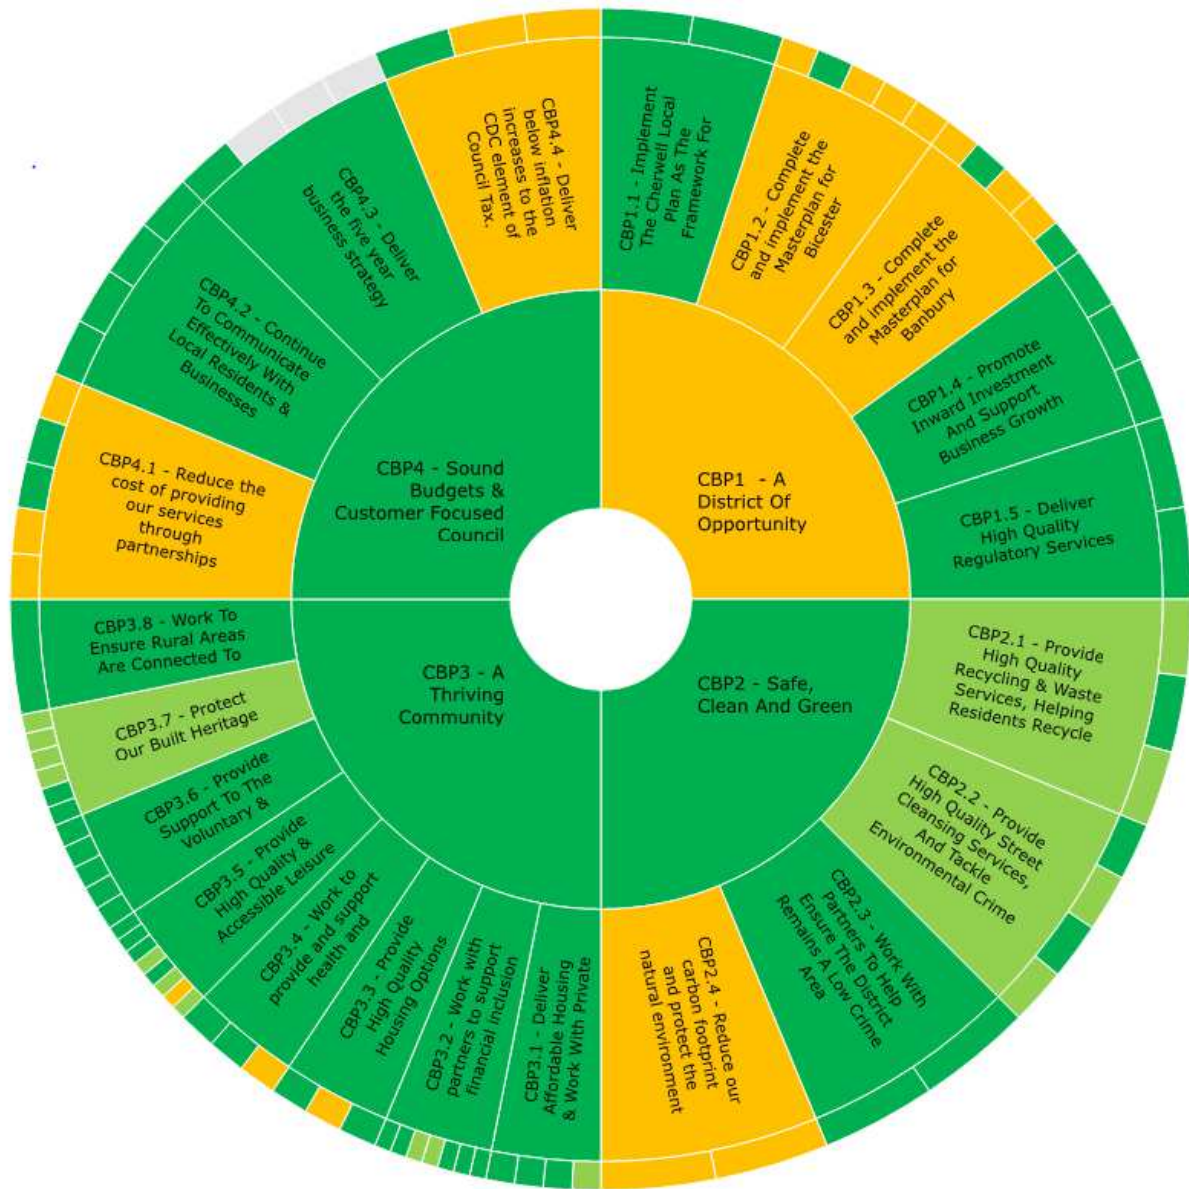 CBP1 - A
District Of
Opportunity
CBP1.1 - Implement
The Cherwell Local
Plan As The
Framework For
CBP1.2 - Complete
and implement the
Masterplan for
Bicester
CBP1.3 - Complete
and implement the
Masterplan for
Banbury
CBP1.4 - Promote
Inward Investment
And Support
Business Growth
CBP1.5 - Deliver
High Quality
Regulatory Services
CBP2 - Safe,
Clean And Green
CBP2.1 - Provide
High Quality
Recycling & Waste
Services, Helping
Residents Recycle
CBP2.2 - Provide
High Quality Street
Cleansing Services,
And Tackle
Environmental Crime
CBP2.3 - Work With
Partners To Help
Ensure The District
Remains A Low Crime
Area
CBP2.4 - Reduce our
carbon footprint
and protect the
natural environment
CBP3 - A
Thriving
Community
CBP3.1 - Deliver
Affordable Housing
& Work With Private
CBP3.2 - Work with
partners to support
financial inclusion
CBP3.3 - Provide
High Quality
Housing Options
CBP3.4 - Work to
provide and support
health and
CBP3.5 - Provide
High Quality &
Accessible Leisure
CBP3.6 - Provide
Support To The
Voluntary &
CBP3.7 - Protect
Our Built Heritage
CBP3.8 - Work To
Ensure Rural Areas
Are Connected To
CBP4 - Sound
Budgets &
Customer Focused
Council
CBP4.1 - Reduce the
cost of providing
our services
through
partnerships
CBP4.2 - Continue
To Communicate
Effectively With
Local Residents &
Businesses
CBP4.3 - Deliver
the five year
business strategy
CBP4.4 - Deliver
below inflation
increases to the
CDC element of
Council Tax.